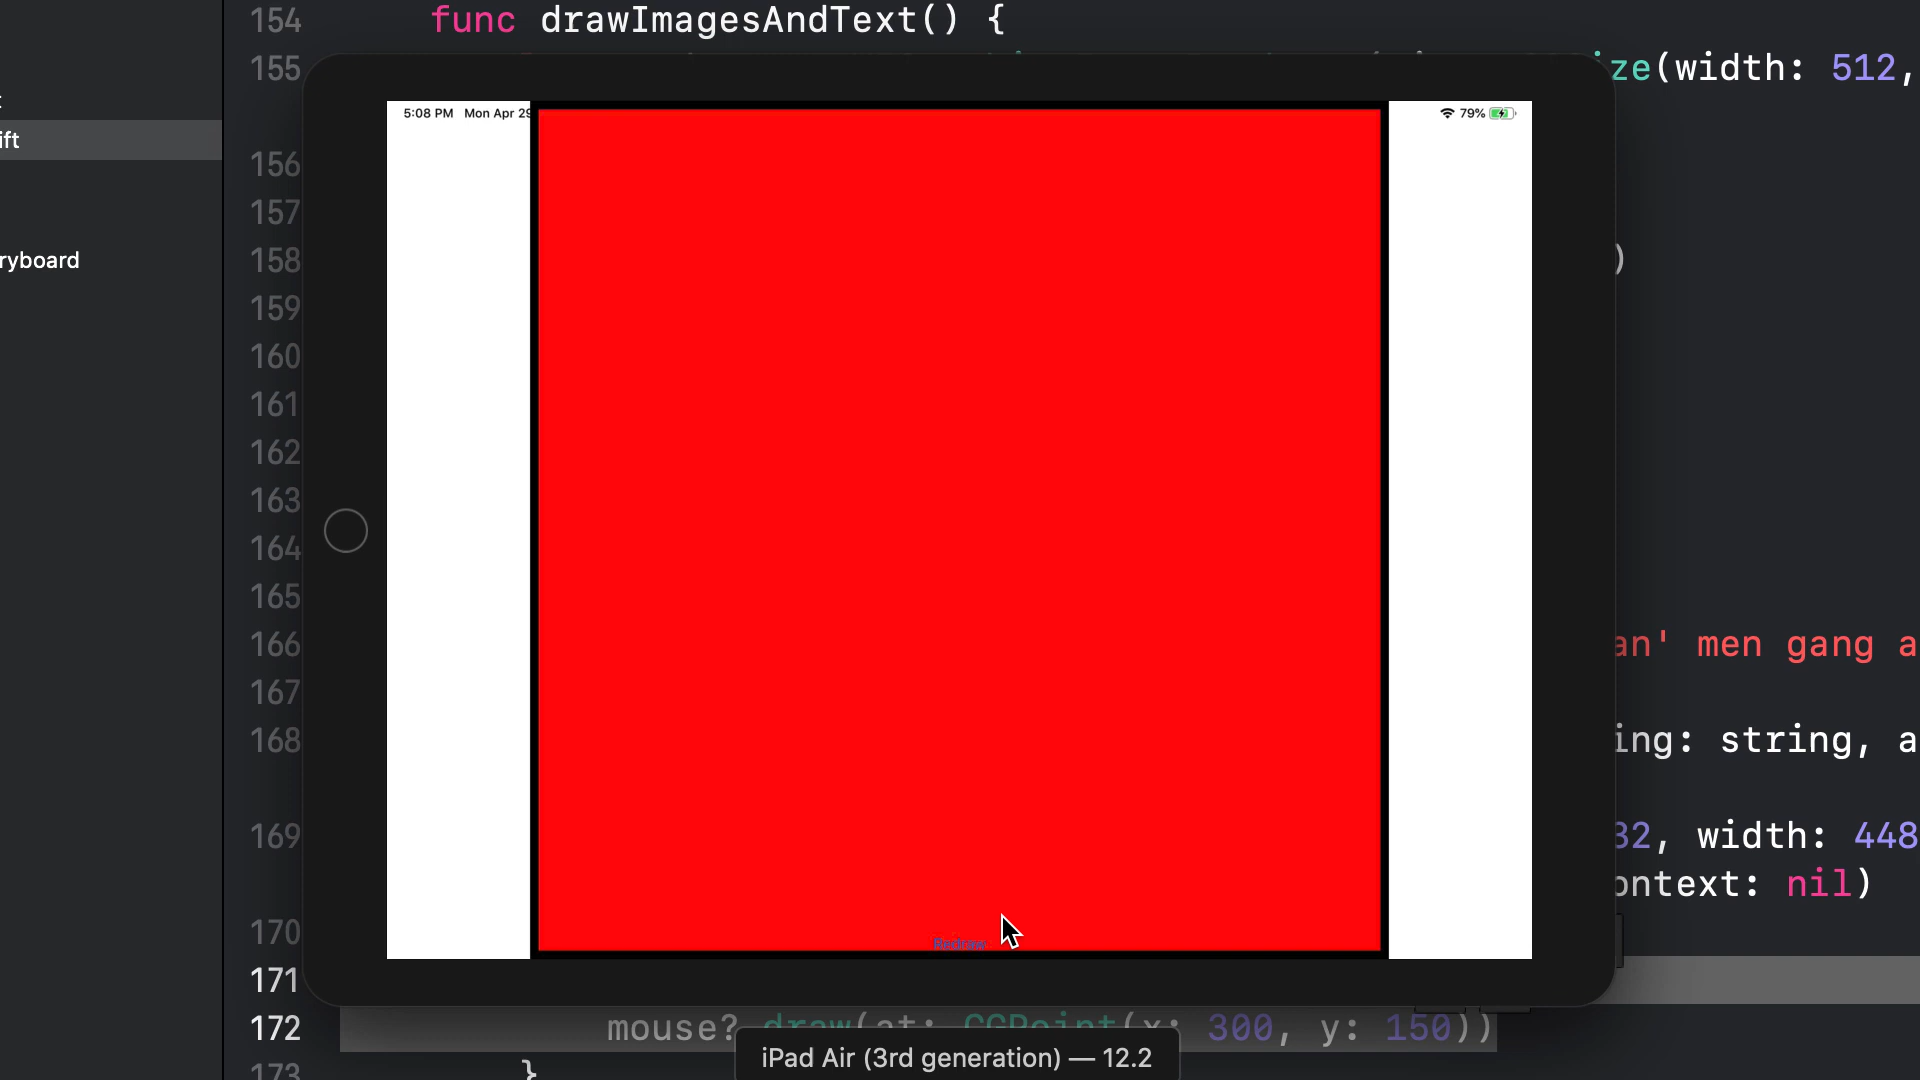 154 func drawImagesAndText() {
155 ize(width: 512,
ift
156
157
ryboard
158 )
159
160
161
162
163
164
165
166 an' men gang a
167
168 ing: string, a
169 32, width: 448
ontext: nil)
170
171
172 mouse?.draw(at: CGPoint(x: 300, y: 150))
173 }
5:08 PM Mon Apr 29
79%
Redraw
iPad Air (3rd generation) — 12.2